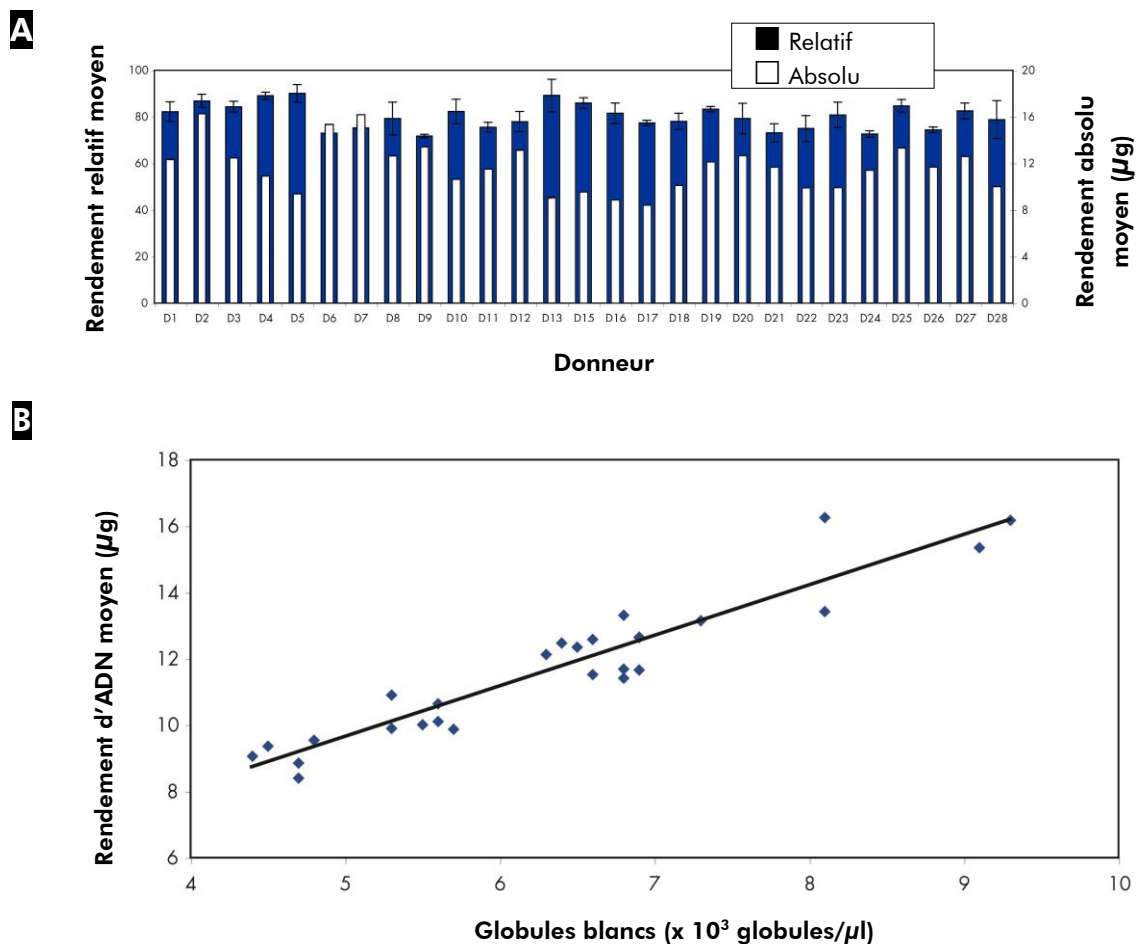 A
Relatif
Absolu
Rendement relatif moyen
100
80
60
40
20
0
20
16
12
8
4
0
Rendement absolu
moyen (µg)
D1 D2 D3 D4 D5 D6 D7 D8 D9 D10 D11 D12 D13 D15 D16 D17 D18 D19 D20 D21 D22 D23 D24 D25 D26 D27 D28
Donneur
B
Rendement d'ADN moyen (µg)
18
16
14
12
10
8
6
4 5 6 7 8 9 10
Globules blancs (x 10³ globules/µl)